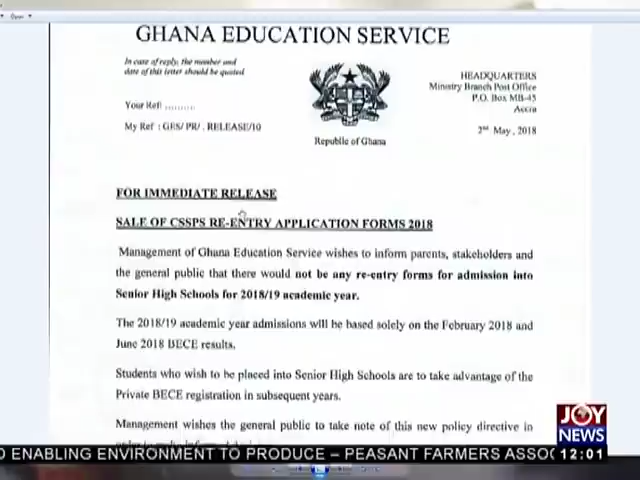 Open
GHANA EDUCATION SERVICE
In case of reply, the number and
date of this letter should be quoted
Your Ref: .........
My Ref : GES/ PR/ . RELEASE/10
Republic of Ghana
HEADQUARTERS
Ministry Branch Post Office
P.O. Box MB-45
Accra
2nd May, 2018
FOR IMMEDIATE RELEASE
SALE OF CSSPS RE-ENTRY APPLICATION FORMS 2018
Management of Ghana Education Service wishes to inform parents, stakeholders and
the general public that there would not be any re-entry forms for admission into
Senior High Schools for 2018/19 academic year.
The 2018/19 academic year admissions will be based solely on the February 2018 and
June 2018 BECE results.
Students who wish to be placed into Senior High Schools are to take advantage of the
Private BECE registration in subsequent years.
Management wishes the general public to take note of this new policy directive in
JOY
NEWS
12:01
D ENABLING ENVIRONMENT TO PRODUCE – PEASANT FARMERS ASSOC